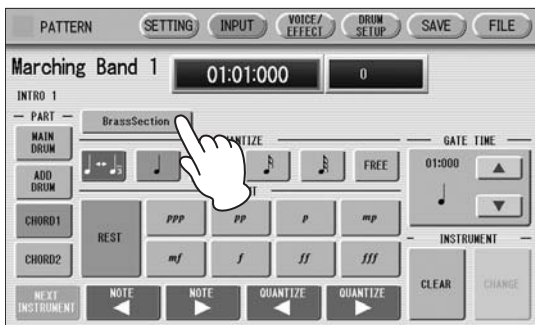 PATTERN SETTING INPUT VOICE/ EFFECT DRUM SETUP SAVE FILE
Marching Band 1 01:01:000 0
INTRO 1
PART BrassSection
GATE TIME
MAIN DRUM FREE 01:000
ADD DRUM
CHORD1 REST ppp pp p mp
INSTRUMENT
CHORD2 mf f ff fff CLEAR CHANGE
NEXT INSTRUMENT NOTE NOTE QUANTIZE QUANTIZE